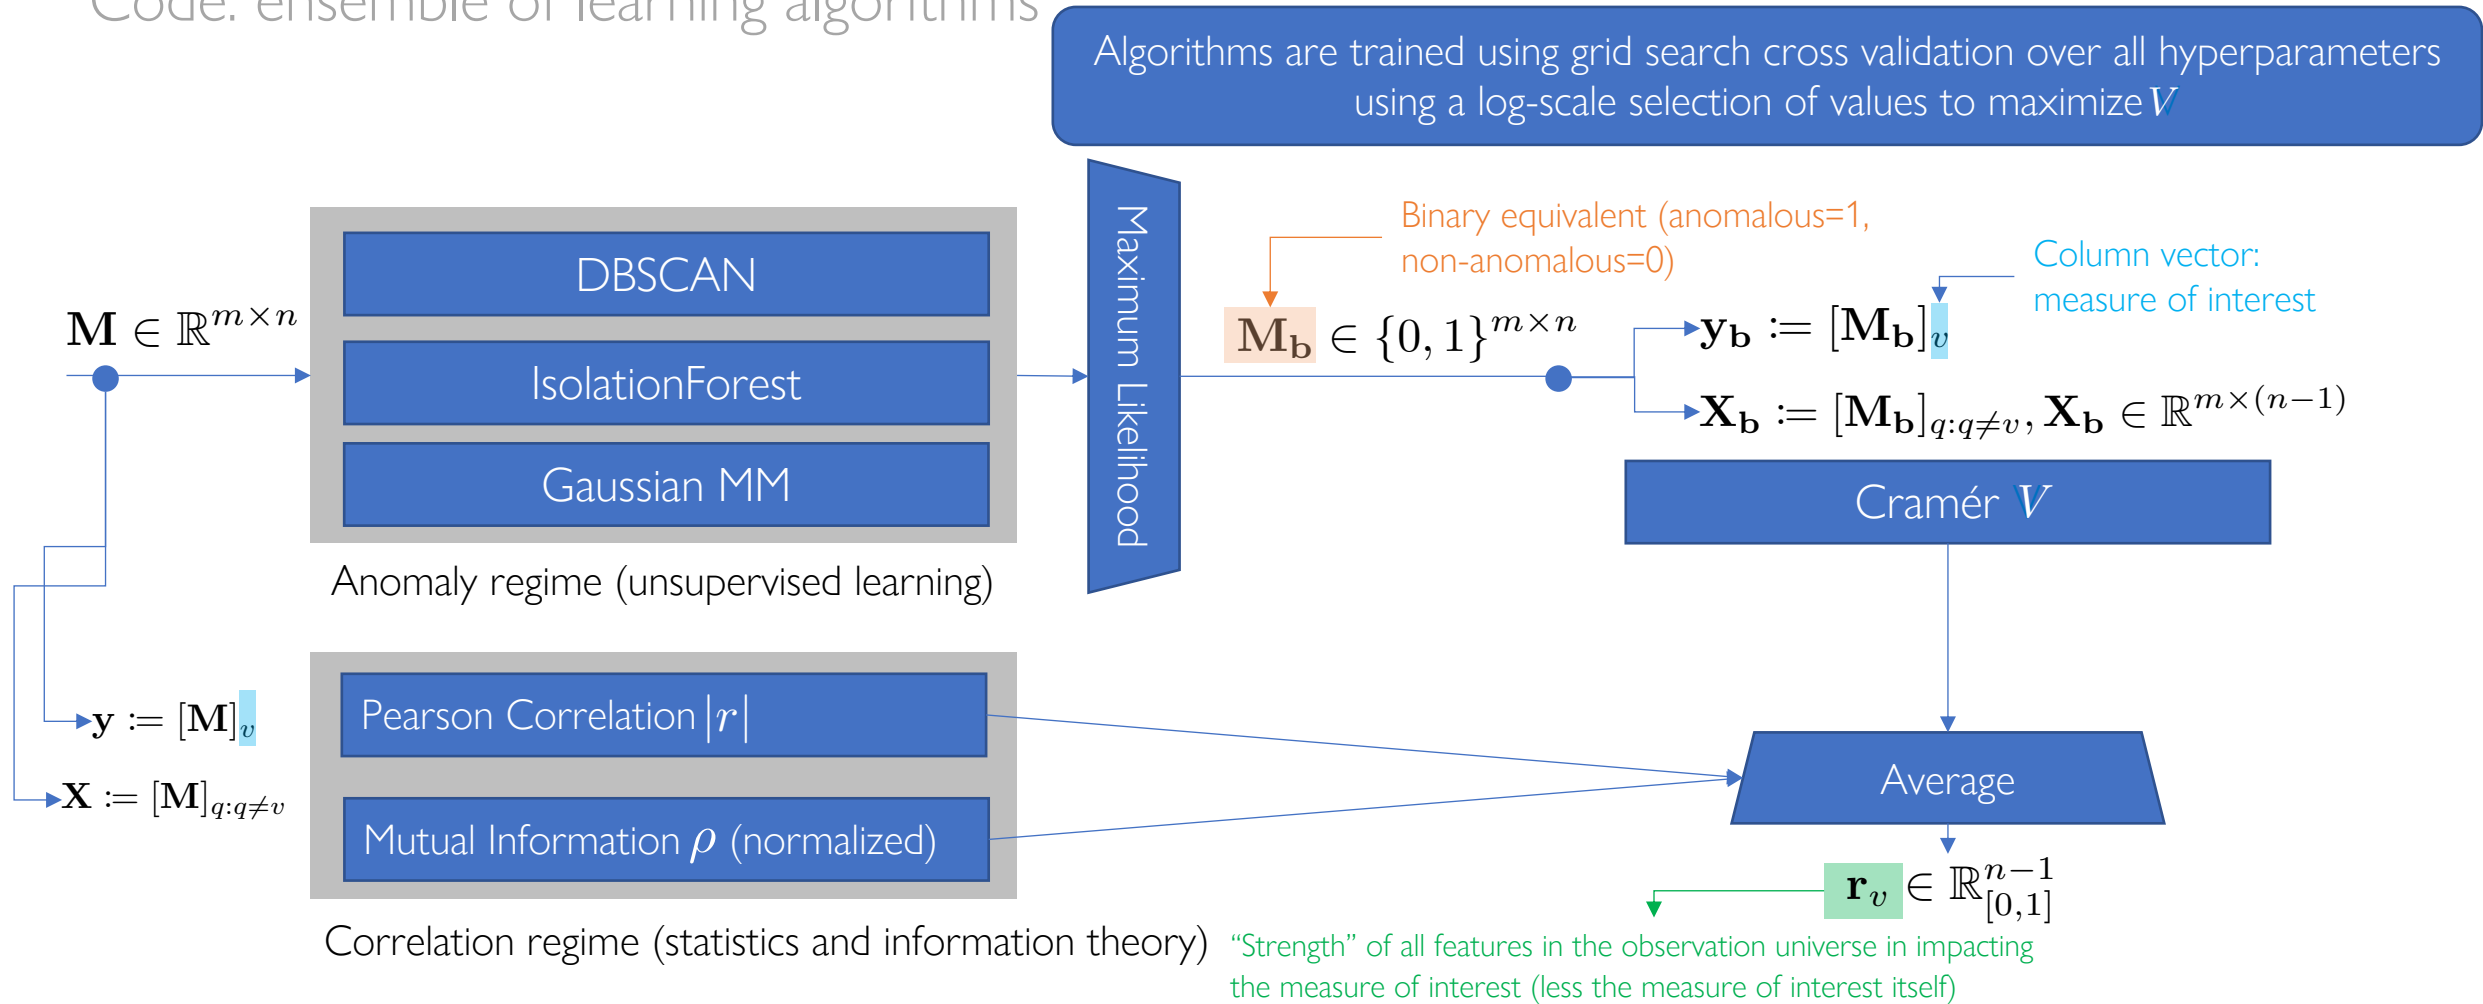 Code: ensemble of learning algorithms
Algorithms are trained using grid search cross validation over all hyperparameters
using a log-scale selection of values to maximize V
Binary equivalent (anomalous=1,
non-anomalous=0)
Column vector:
measure of interest
DBSCAN
IsolationForest
Gaussian MM
Anomaly regime (unsupervised learning)
Maximum Likelihood
𝐌 ∈ ℝ^{m×n}
𝐌_𝐛 ∈ {0, 1}^{m×n}
𝐲_𝐛 := [𝐌_𝐛]_v
𝐗_𝐛 := [𝐌_𝐛]_{q:q≠v}, 𝐗_𝐛 ∈ ℝ^{m×(n−1)}
Cramér V
𝐲 := [𝐌]_v
𝐗 := [𝐌]_{q:q≠v}
Pearson Correlation |r|
Mutual Information ρ (normalized)
Correlation regime (statistics and information theory)
Average
𝐫_v ∈ ℝ^{n−1}_{[0,1]}
“Strength” of all features in the observation universe in impacting
the measure of interest (less the measure of interest itself)